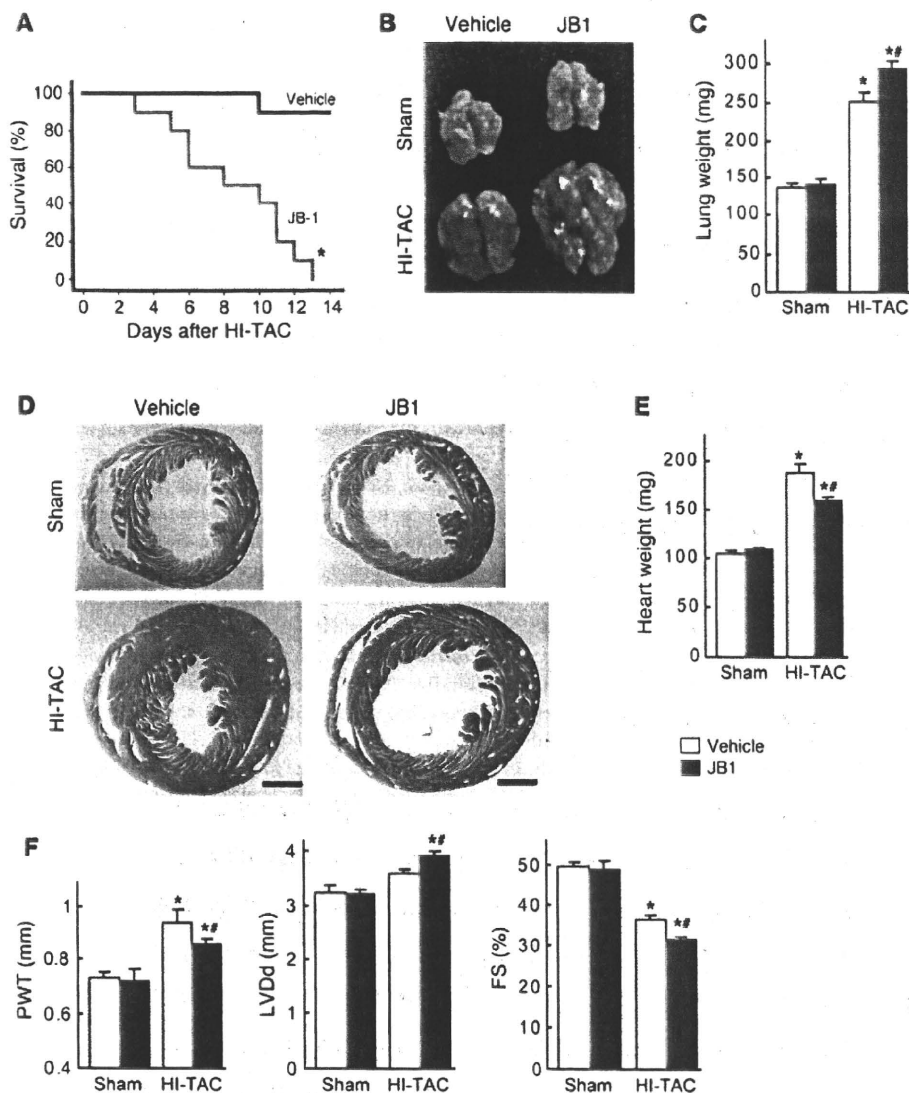 A
Survival (%)
100
80
60
40
20
0
Vehicle
JB-1
*
0 2 4 6 8 10 12 14
Days after HI-TAC
B
Vehicle JB1
Sham
HI-TAC
C
Lung weight (mg)
300
250
200
150
100
50
0
*
*#
Sham HI-TAC
D
Vehicle JB1
Sham
HI-TAC
E
Heart weight (mg)
200
150
100
50
0
*
*#
Sham HI-TAC
Vehicle
JB1
F
PWT (mm)
1
0.8
0.6
0.4
*
*#
Sham HI-TAC
LVDd (mm)
4
3
2
1
0
*#
Sham HI-TAC
FS (%)
50
40
30
20
10
0
*
*#
Sham HI-TAC